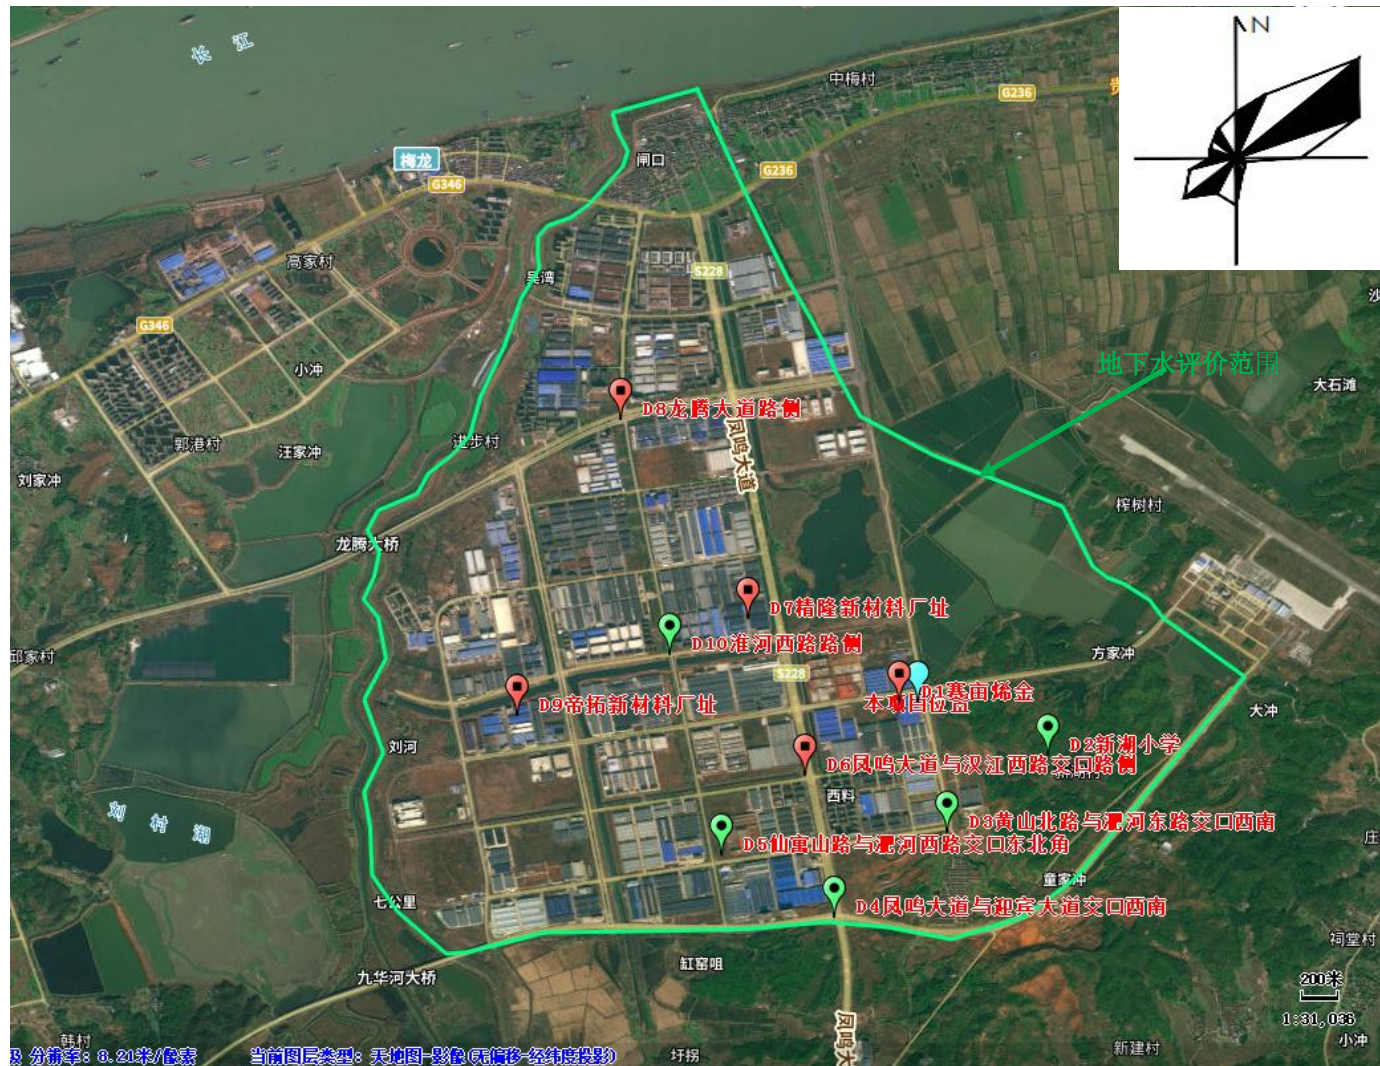 长 江
N
中梅村
G236
梅龙
G346
闸口
G236
高家村
吴湾
S228
沙
G346
小冲
地下水评价范围
大石滩
D8龙腾大道路侧
郭港村
汪家冲
进步村
凤鸣大道
刘家冲
榨树村
龙腾大桥
D7精隆新材料厂址
D10淮河西路路侧
邱家村
方家冲
S228
D1赛亩烯金
本项目位置
D9帝拓新材料厂址
大冲
刘河
D2新湖小学
D6凤鸣大道与汉江西路交口路侧
西料
刘 村 湖
D3黄山北路与淝河东路交口西南
庄
D5仙寓山路与淝河西路交口东北角
童家冲
七公里
D4凤鸣大道与迎宾大道交口西南
祠堂村
缸窑咀
九华河大桥
200米
1:31,036
凤鸣大
韩村
小冲
级 分辨率：8.21米/像素
当前图层类型：天地图-影像(无偏移-经纬度投影)
圩拐
新建村